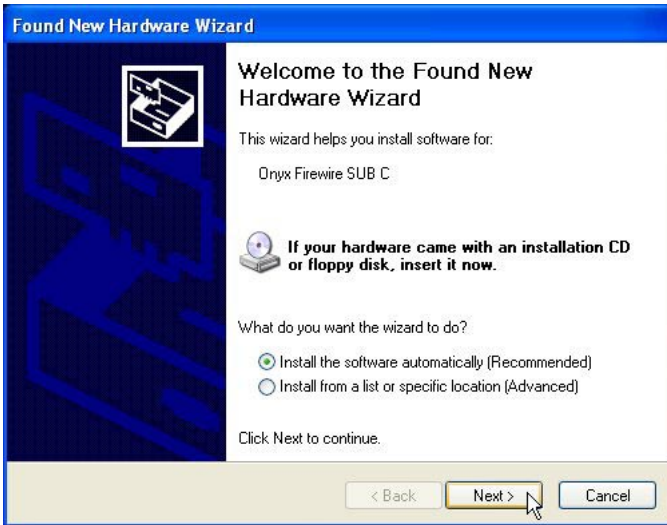 Found New Hardware Wizard
Welcome to the Found New
Hardware Wizard
This wizard helps you install software for:
Onyx Firewire SUB C
If your hardware came with an installation CD
or floppy disk, insert it now.
What do you want the wizard to do?
Install the software automatically (Recommended)
Install from a list or specific location (Advanced)
Click Next to continue.
< Back Next > Cancel